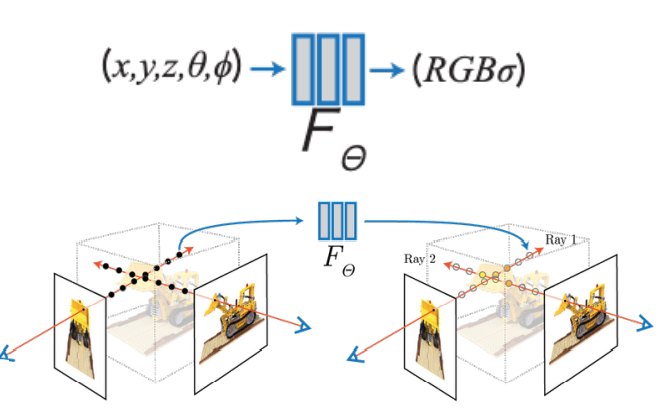 (x,y,z,θ,ϕ) → → (RGBσ)
F_Θ
F_Θ
Ray 1
Ray 2